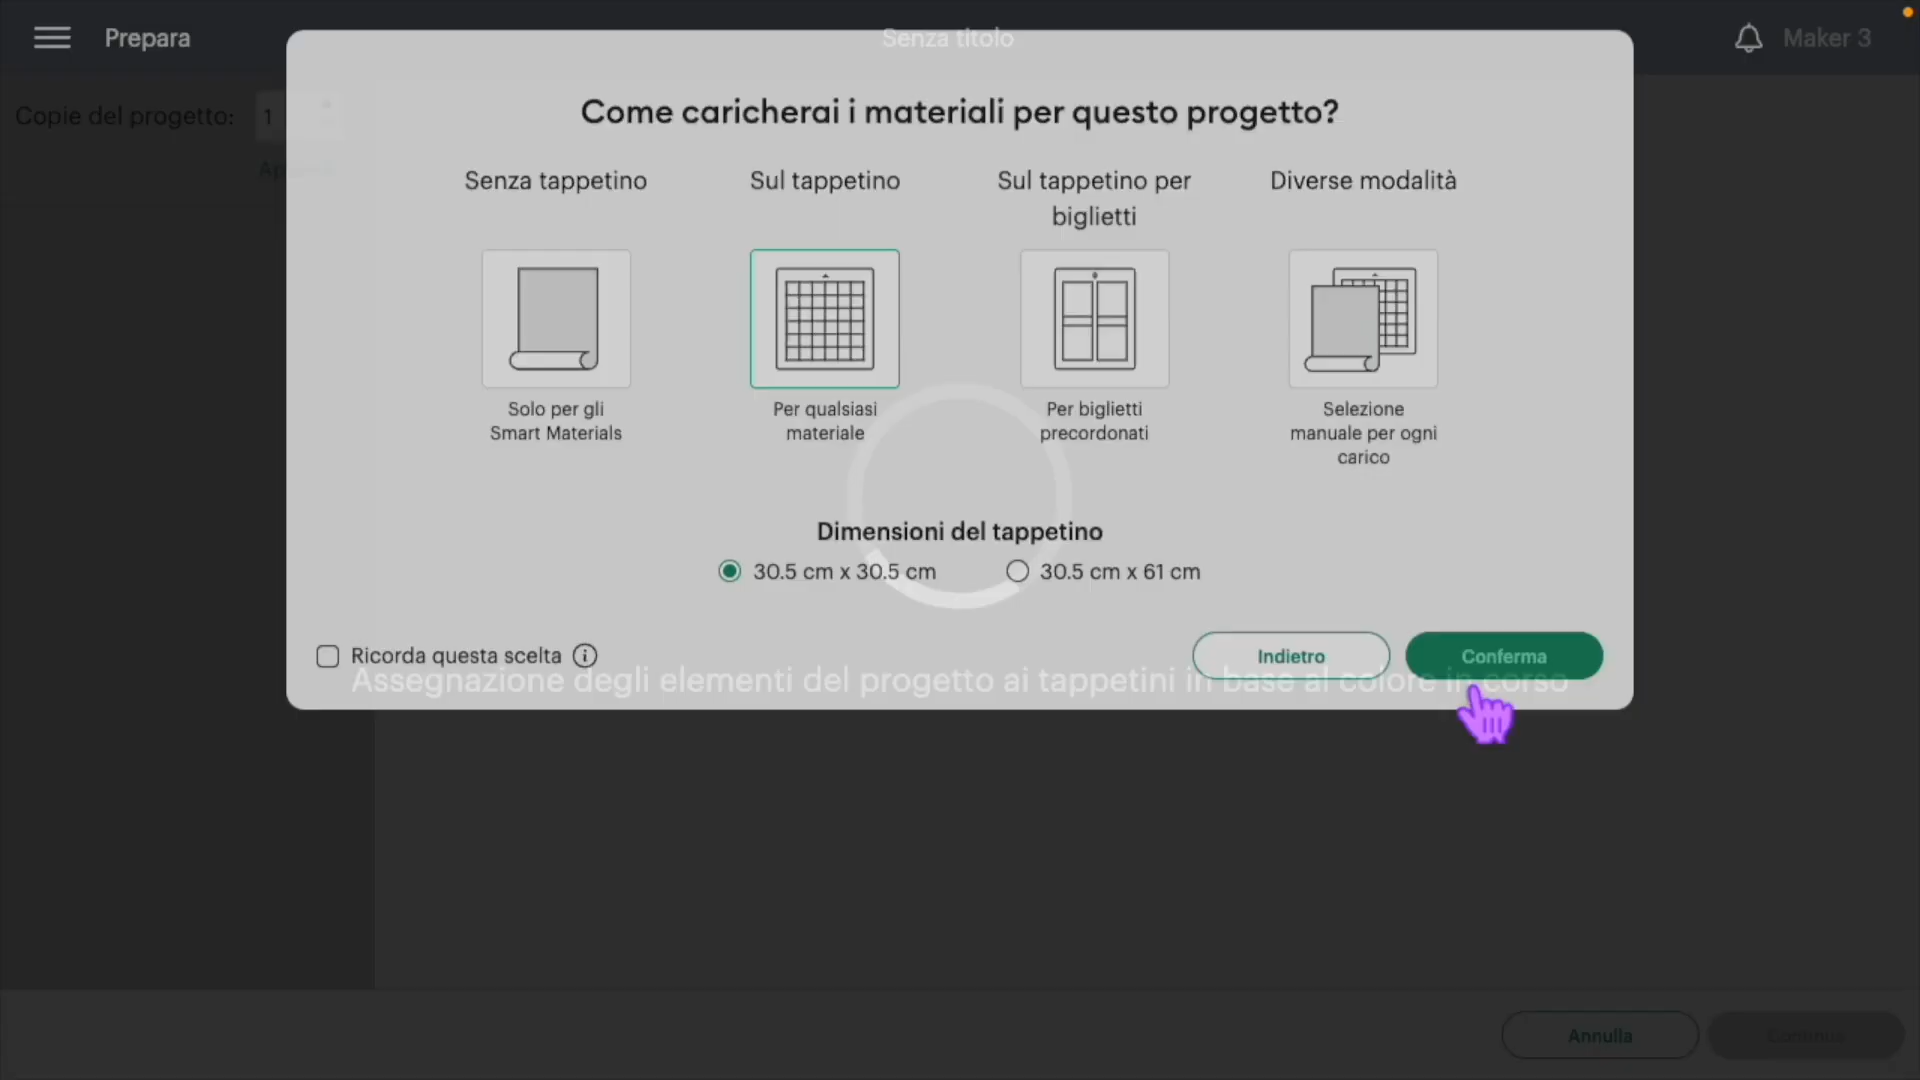 Prepara
Senza titolo
Maker 3
Copie del progetto: 1
Come caricherai i materiali per questo progetto?
Senza tappetino
Sul tappetino
Sul tappetino per
biglietti
Diverse modalità
Solo per gli
Smart Materials
Per qualsiasi
materiale
Per biglietti
precordonati
Selezione
manuale per ogni
carico
Dimensioni del tappetino
30.5 cm x 30.5 cm
30.5 cm x 61 cm
Ricorda questa scelta
Indietro
Conferma
Assegnazione degli elementi del progetto ai tappetini in base al colore in corso
Annulla